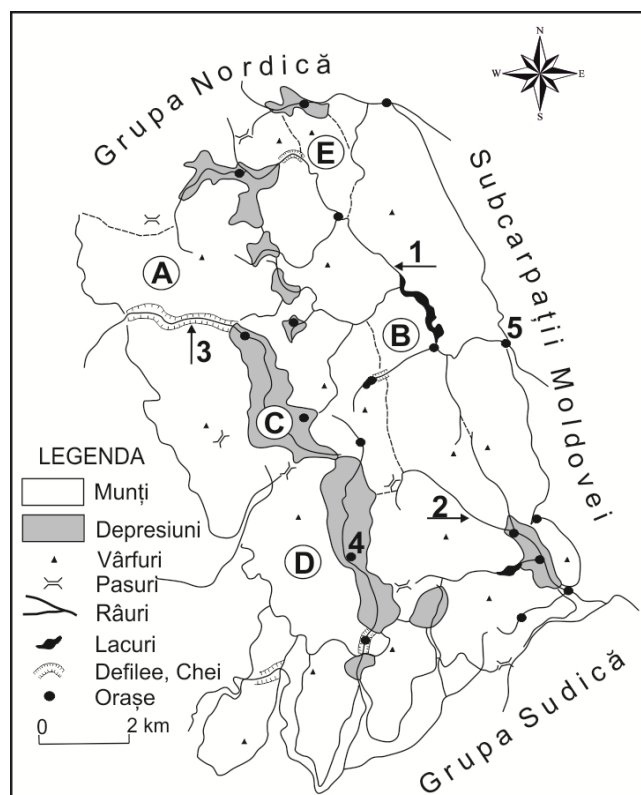 N
W E
S
Grupa Nordică
E
Subcarpații Moldovei
A
1
B
5
3
C
2
4
D
LEGENDA
Munți
Depresiuni
Vârfuri
Pasuri
Râuri
Lacuri
Defilee, Chei
Orașe
0 2 km
Grupa Sudică